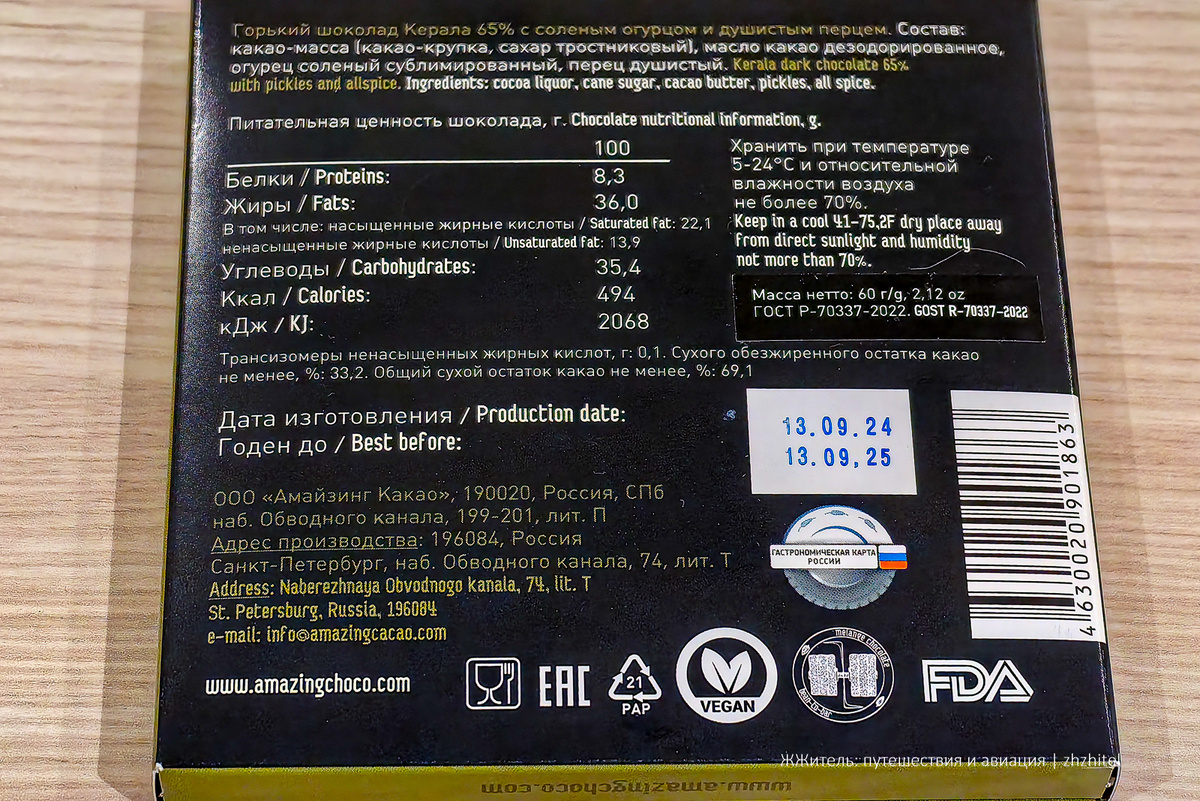 Горький шоколад Керала 65% с соленым огурцом и душистым перцем. Состав:
какао-масса (какао-крупка, сахар тростниковый), масло какао дезодорированное,
огурец соленый сублимированный, перец душистый. Kerala dark chocolate 65%
with pickles and allspice. Ingredients: cocoa liquor, cane sugar, cacao butter, pickles, all spice.
Питательная ценность шоколада, г. Chocolate nutritional information, g.
100
Белки / Proteins: 8,3
Жиры / Fats: 36,0
В том числе: насыщенные жирные кислоты / Saturated fat: 22,1
ненасыщенные жирные кислоты / Unsaturated fat: 13,9
Углеводы / Carbohydrates: 35,4
Ккал / Calories: 494
кДж / KJ: 2068
Хранить при температуре
5-24°C и относительной
влажности воздуха
не более 70%.
Keep in a cool 41-75,2F dry place away
from direct sunlight and humidity
not more than 70%.
Масса нетто: 60 г/g, 2,12 oz
ГОСТ Р-70337-2022. GOST R-70337-2022
Трансизомеры ненасыщенных жирных кислот, г: 0,1. Сухого обезжиренного остатка какао
не менее, %: 33,2. Общий сухой остаток какао не менее, %: 69,1
Дата изготовления / Production date:
Годен до / Best before:
13.09.24
13.09,25
ООО «Амайзинг Какао», 190020, Россия, СПб
наб. Обводного канала, 199-201, лит. П
Адрес производства: 196084, Россия
Санкт-Петербург, наб. Обводного канала, 74, лит. Т
Address: Naberezhnaya Obvodnogo kanala, 74, lit. T
St. Petersburg, Russia, 196084
e-mail: info@amazingcacao.com
ГАСТРОНОМИЧЕСКАЯ КАРТА
РОССИИ
4630020901863
www.amazingchoco.com
EAC
21
PAP
VEGAN
melange chocolate
bean-to-bar
FDA
www.amazingchoco.com
ЖЖитель: путешествия и авиация | zhzhitel